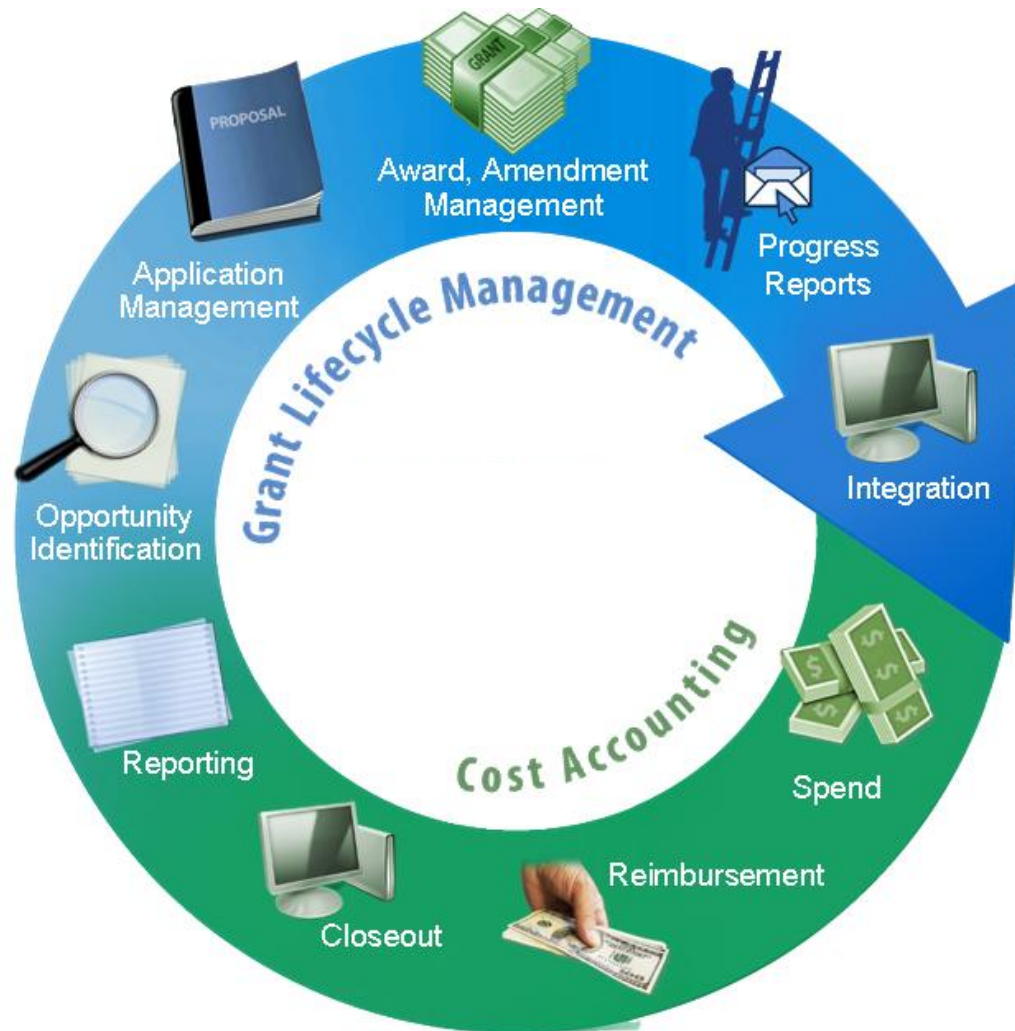 PROPOSAL
GRANT
Award, Amendment
Management
Progress
Reports
Application
Management
Grant Lifecycle Management
Integration
Opportunity
Identification
Reporting
Cost Accounting
Spend
Reimbursement
Closeout